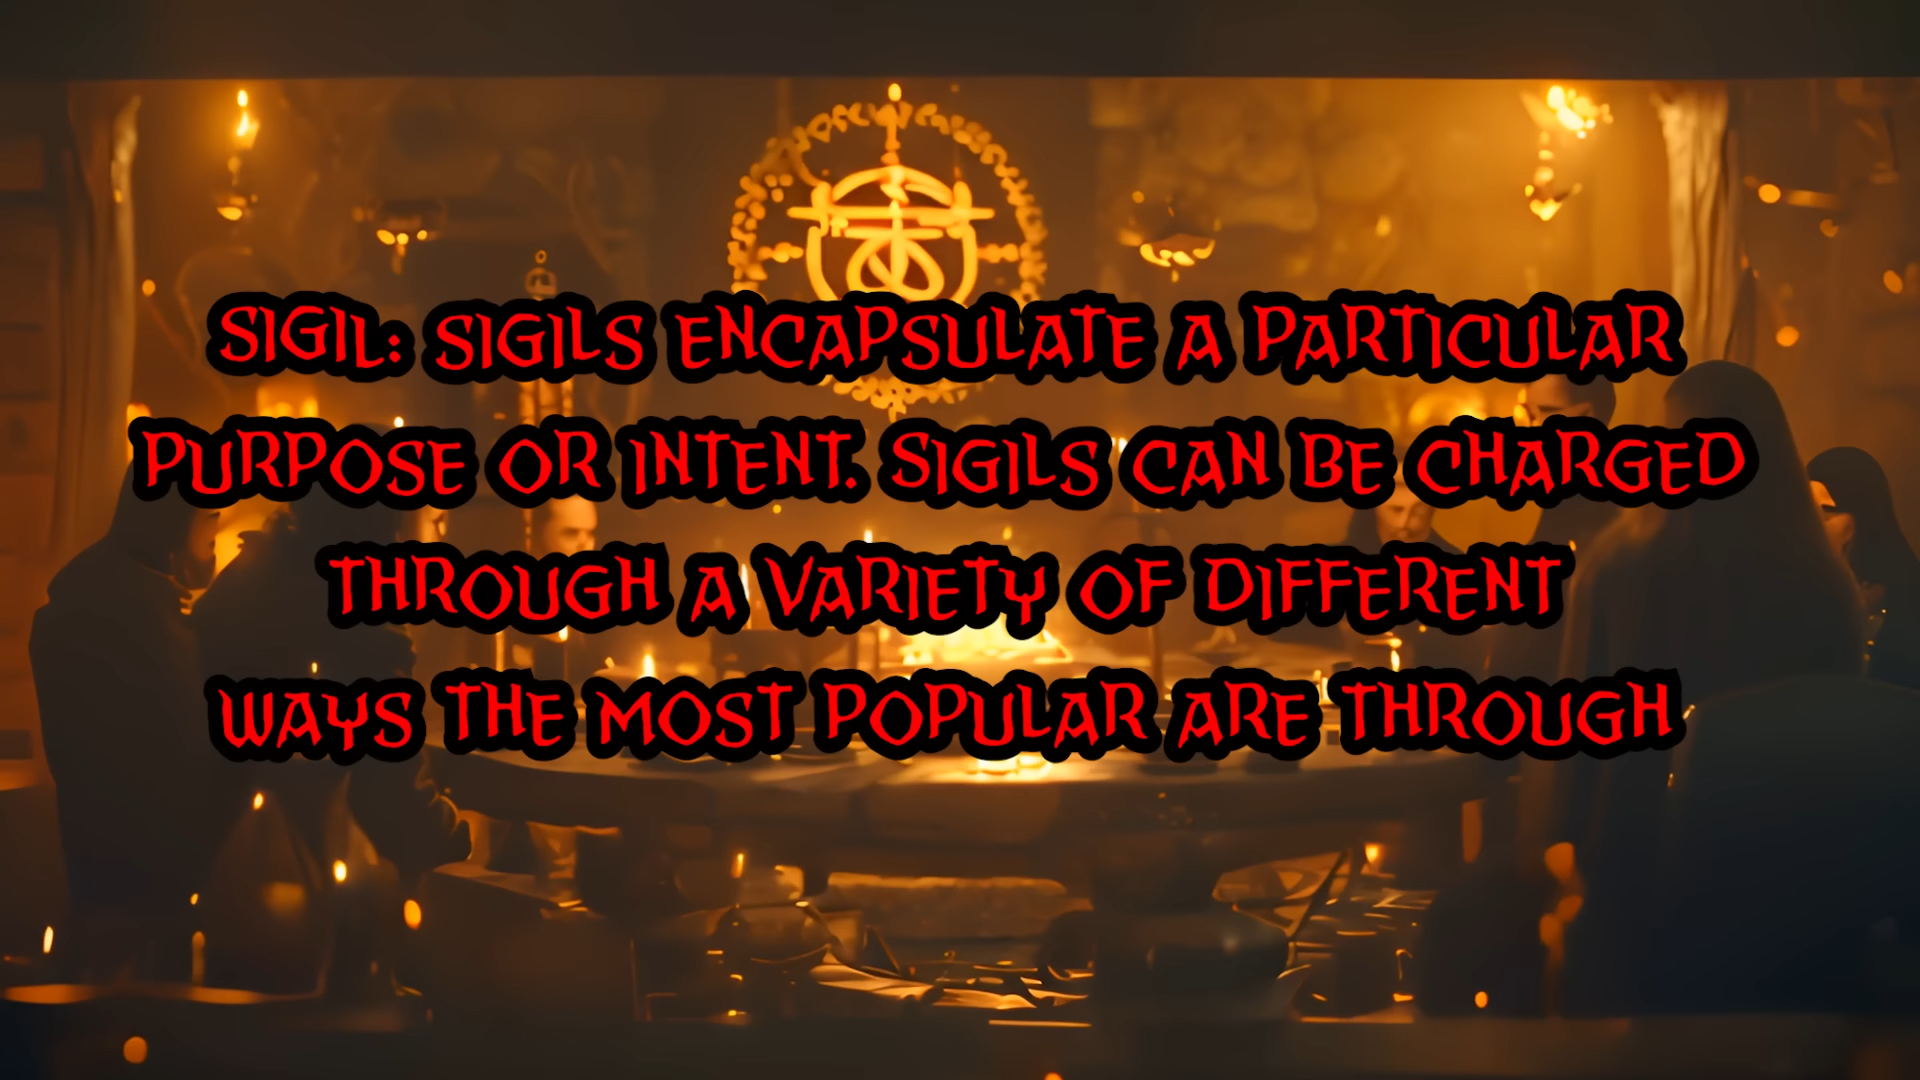 SIGIL: SIGILS ENCAPSULATE A PARTICULAR
PURPOSE OR INTENT. SIGILS CAN BE CHARGED
THROUGH A VARIETY OF DIFFERENT
WAYS THE MOST POPULAR ARE THROUGH